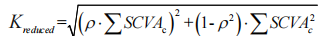 K_reduced = √((ρ · ∑SCVA_c)² + (1-ρ²) · ∑SCVA_c²)